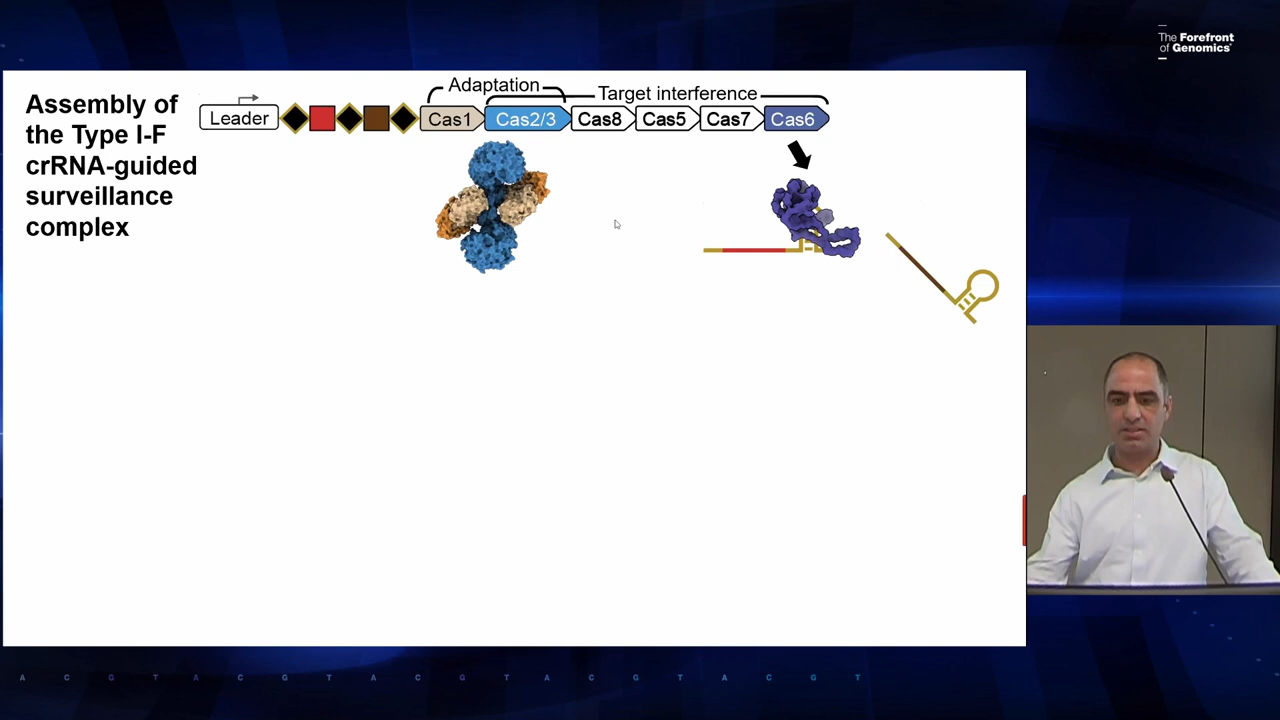 The Forefront
of Genomics
Assembly of
the Type I-F
crRNA-guided
surveillance
complex
Adaptation
Target interference
Leader
Cas1
Cas2/3
Cas8
Cas5
Cas7
Cas6
A C G T A C G T A C G T A C G T